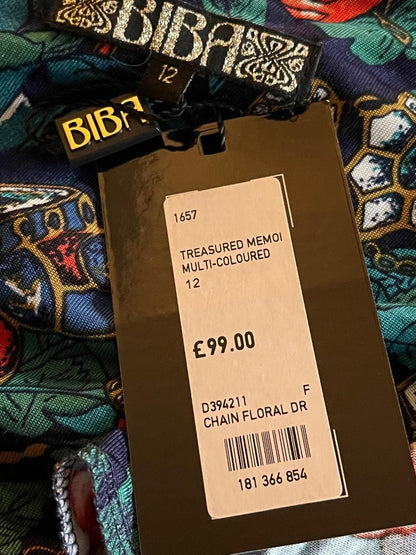 BIBA
12
BIBA
1657
TREASURED MEMOI
MULTI-COLOURED
12
£99.00
D394211 F
CHAIN FLORAL DR
181 366 854